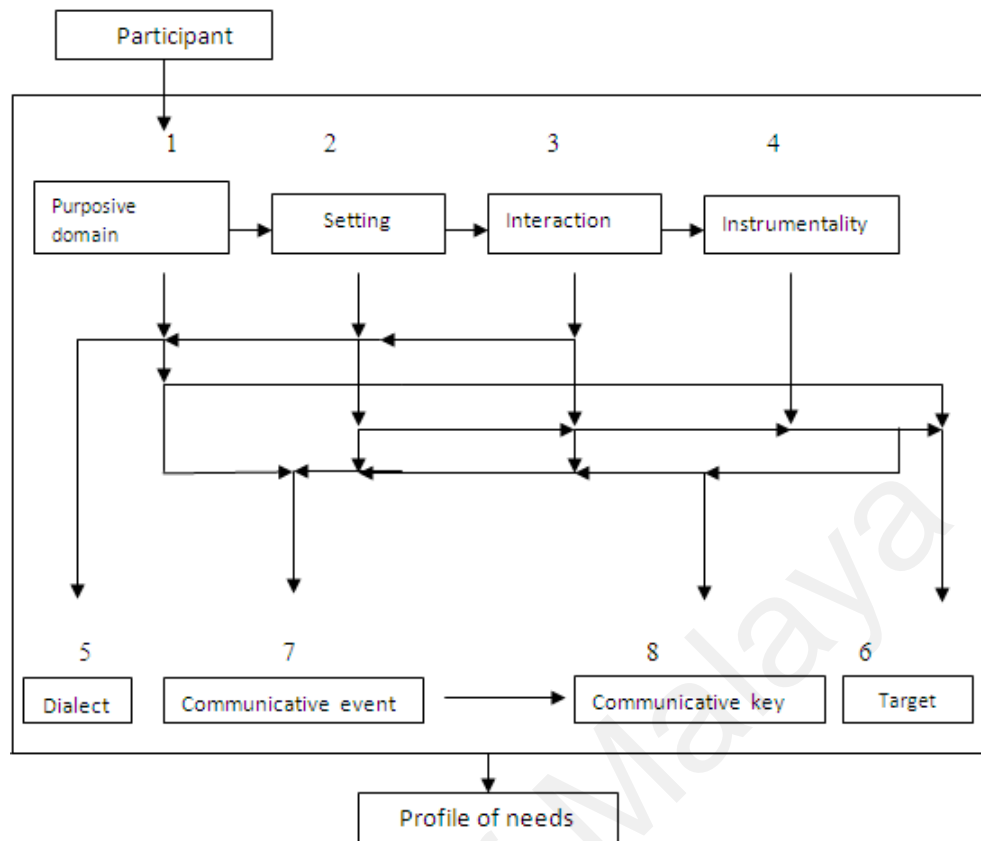 Participant
1 2 3 4
Purposive
domain
Setting
Interaction
Instrumentality
5 7 8 6
Dialect
Communicative event
Communicative key
Target
Profile of needs
Malaya